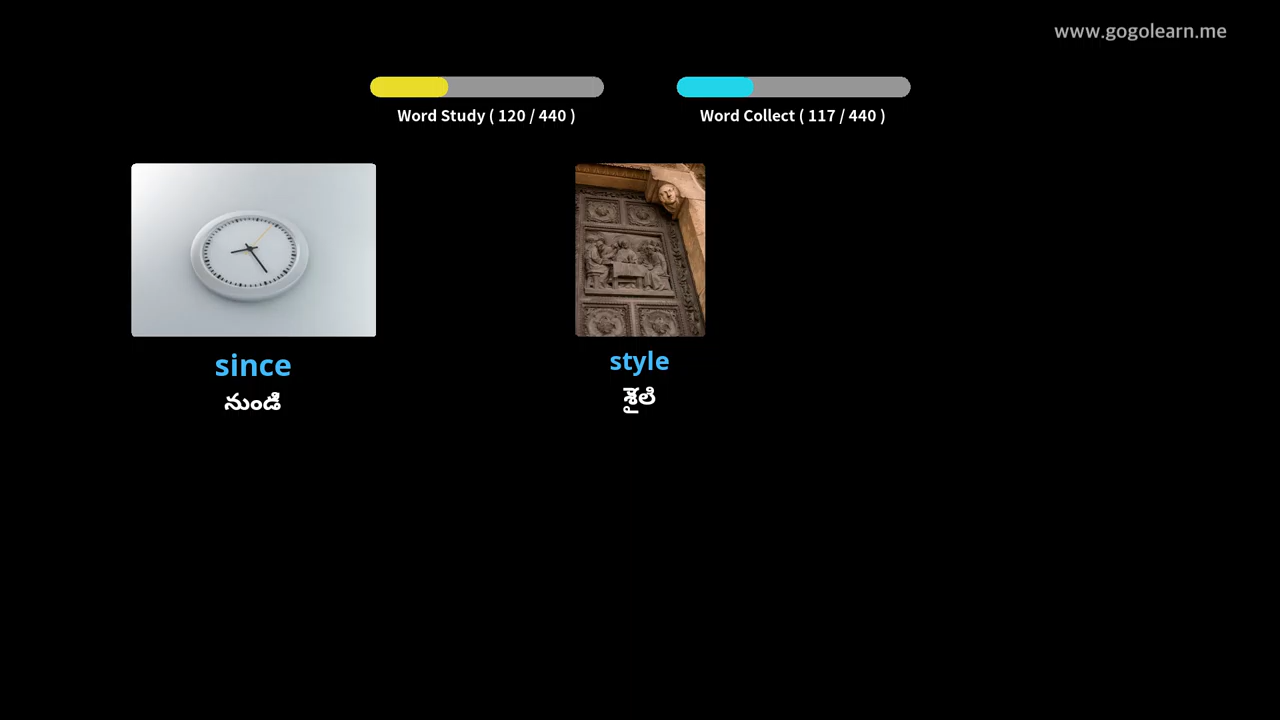 www.gogolearn.me
Word Study ( 120 / 440 )
Word Collect ( 117 / 440 )
since
నుండి
style
శైలి